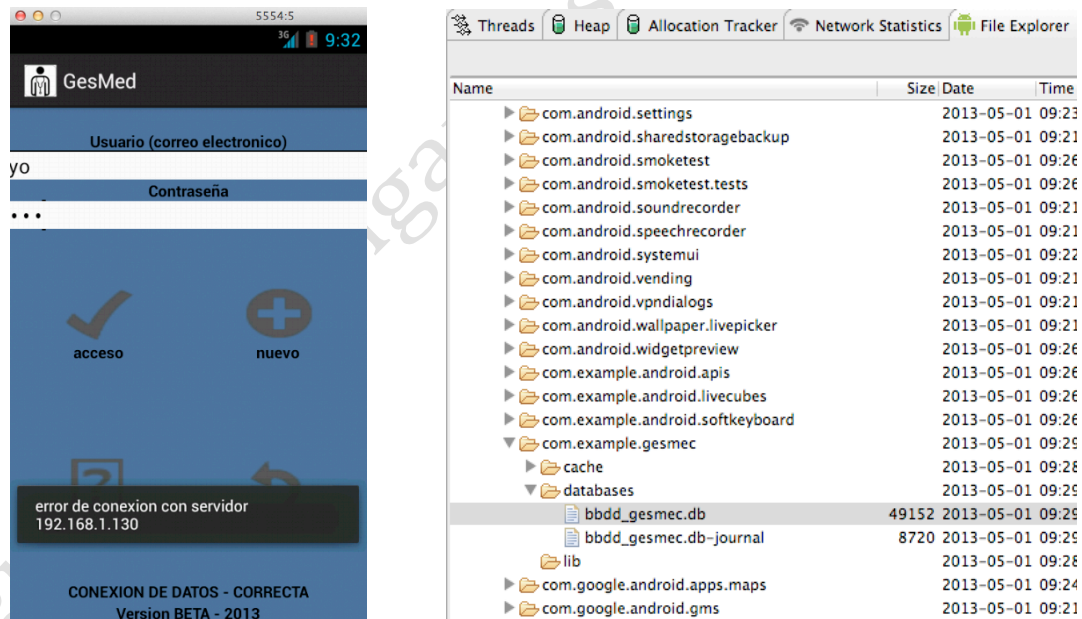 5554:5
3G 9:32
GesMed
Usuario (correo electronico)
yo
Contraseña
•••
acceso
nuevo
error de conexion con servidor
192.168.1.130
CONEXION DE DATOS - CORRECTA
Version BETA - 2013
Threads Heap Allocation Tracker Network Statistics File Explorer
Name Size Date Time
com.android.settings 2013-05-01 09:23
com.android.sharedstoragebackup 2013-05-01 09:21
com.android.smoketest 2013-05-01 09:26
com.android.smoketest.tests 2013-05-01 09:26
com.android.soundrecorder 2013-05-01 09:21
com.android.speechrecorder 2013-05-01 09:21
com.android.systemui 2013-05-01 09:22
com.android.vending 2013-05-01 09:21
com.android.vpndialogs 2013-05-01 09:21
com.android.wallpaper.livepicker 2013-05-01 09:21
com.android.widgetpreview 2013-05-01 09:26
com.example.android.apis 2013-05-01 09:26
com.example.android.livecubes 2013-05-01 09:26
com.example.android.softkeyboard 2013-05-01 09:26
com.example.gesmec 2013-05-01 09:29
cache 2013-05-01 09:28
databases 2013-05-01 09:29
bbdd_gesmec.db 49152 2013-05-01 09:29
bbdd_gesmec.db-journal 8720 2013-05-01 09:29
lib 2013-05-01 09:28
com.google.android.apps.maps 2013-05-01 09:24
com.google.android.gms 2013-05-01 09:21